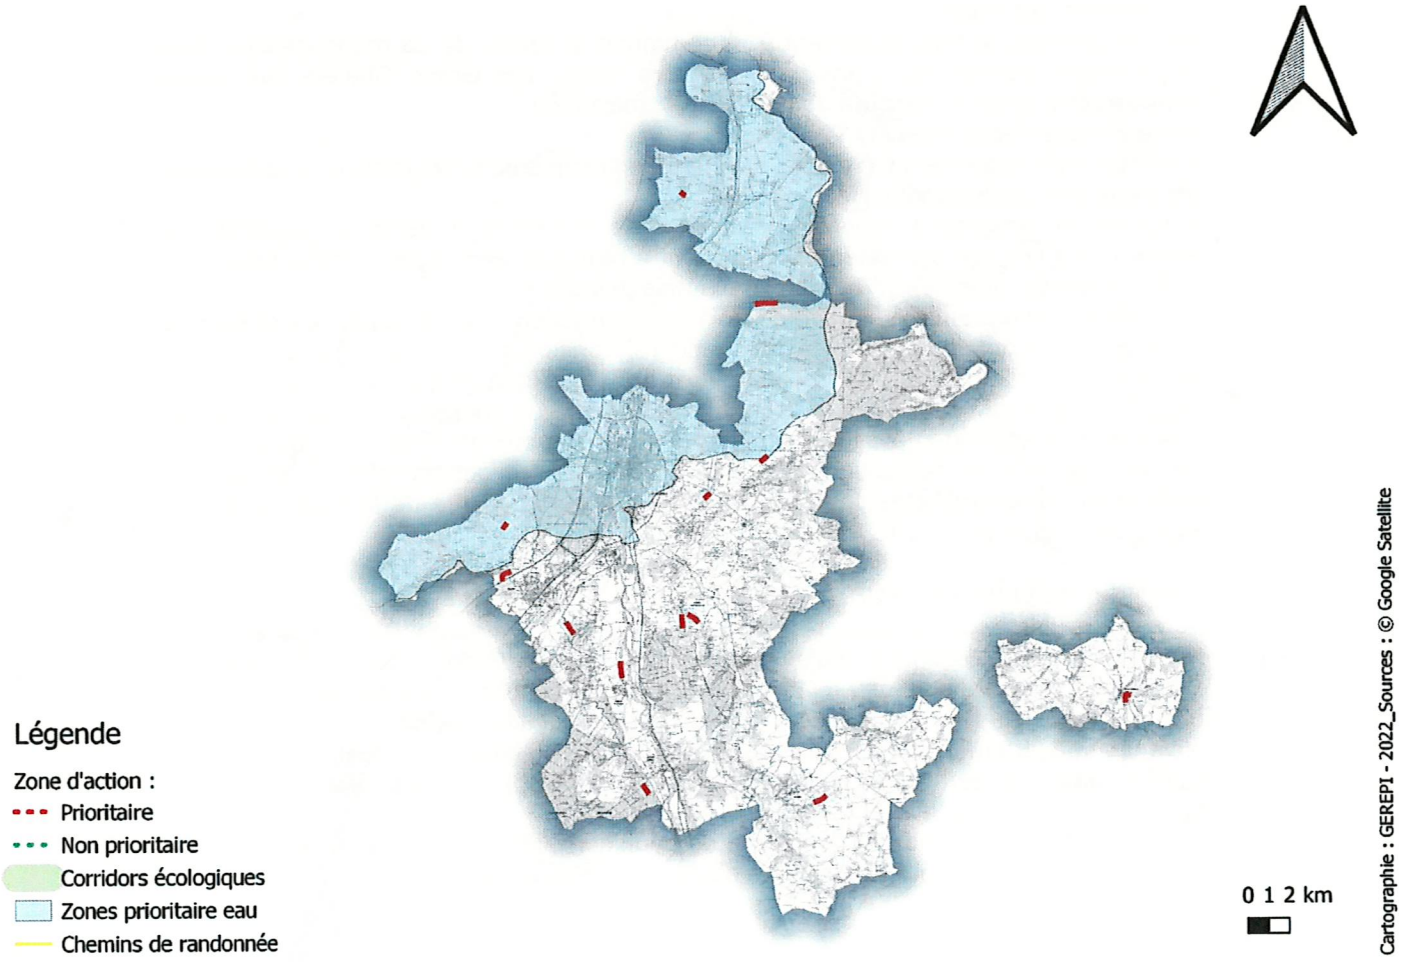 Légende
Zone d'action :
Prioritaire
Non prioritaire
Corridors écologiques
Zones prioritaire eau
Chemins de randonnée
0 1 2 km
Cartographie : GEREPI - 2022_Sources : © Google Satellite